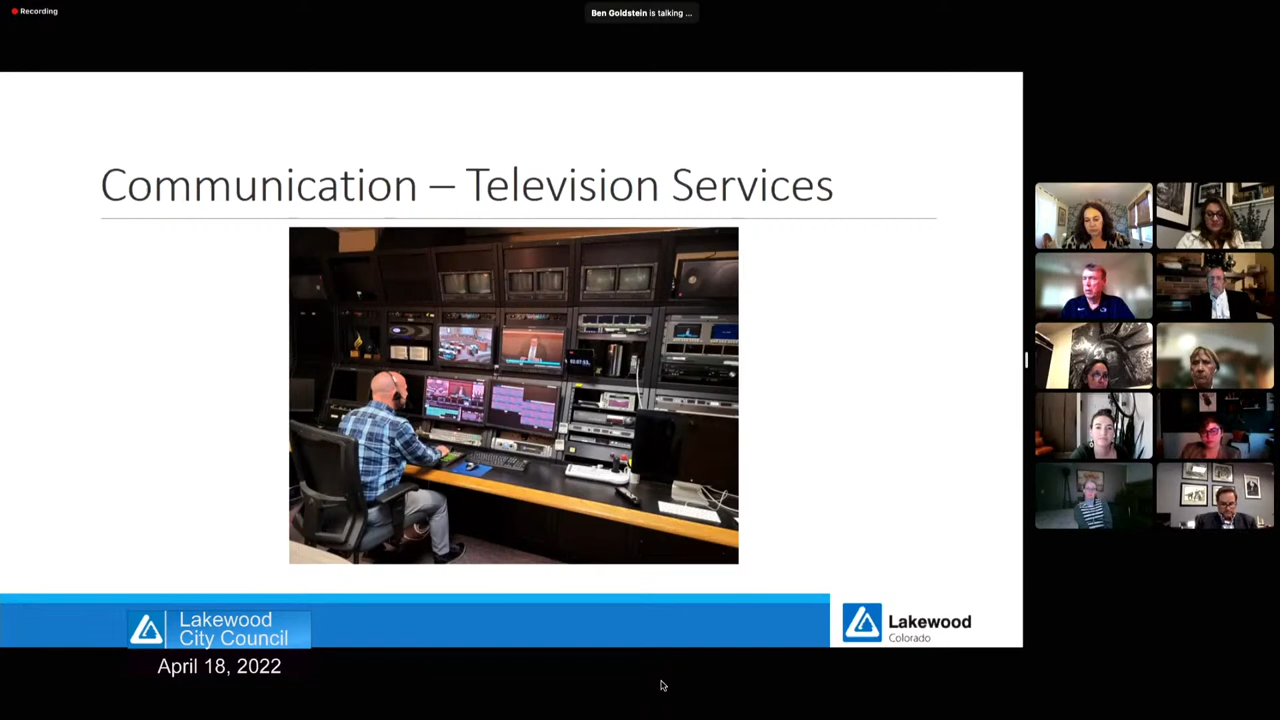 Recording
Ben Goldstein is talking ...
Communication – Television Services
Lakewood
City Council
April 18, 2022
Lakewood
Colorado